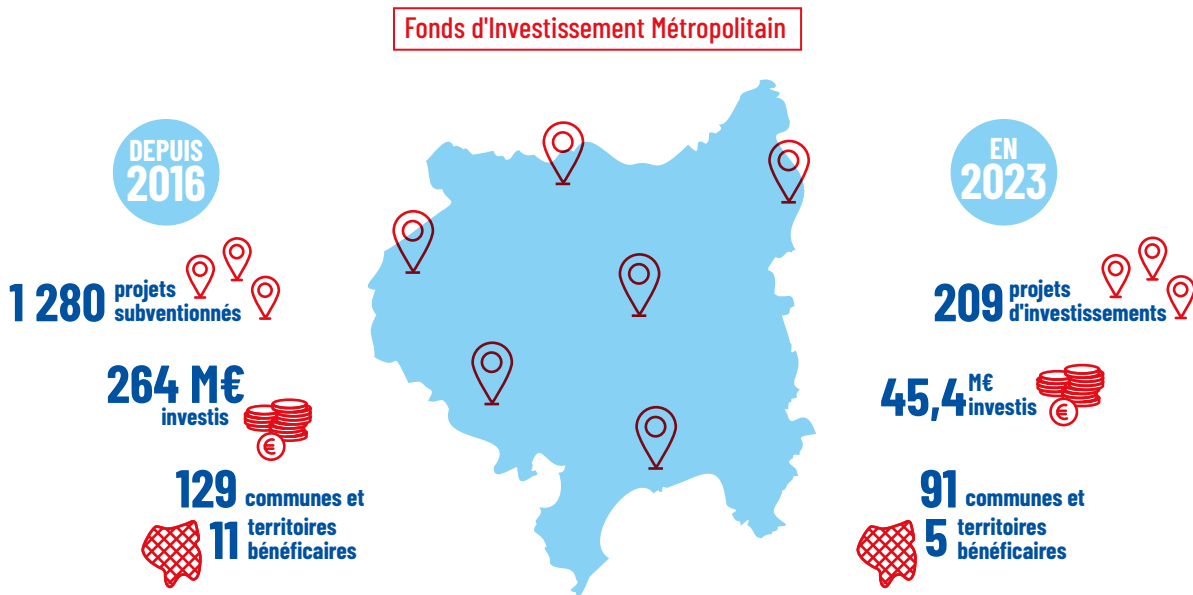 Fonds d'Investissement Métropolitain
DEPUIS
2016
1 280 projets
subventionnés
264 M€
investis
€
129 communes et
11 territoires
bénéficaires
EN
2023
209 projets
d'investissements
45,4 M€
investis
€
91 communes et
5 territoires
bénéficaires